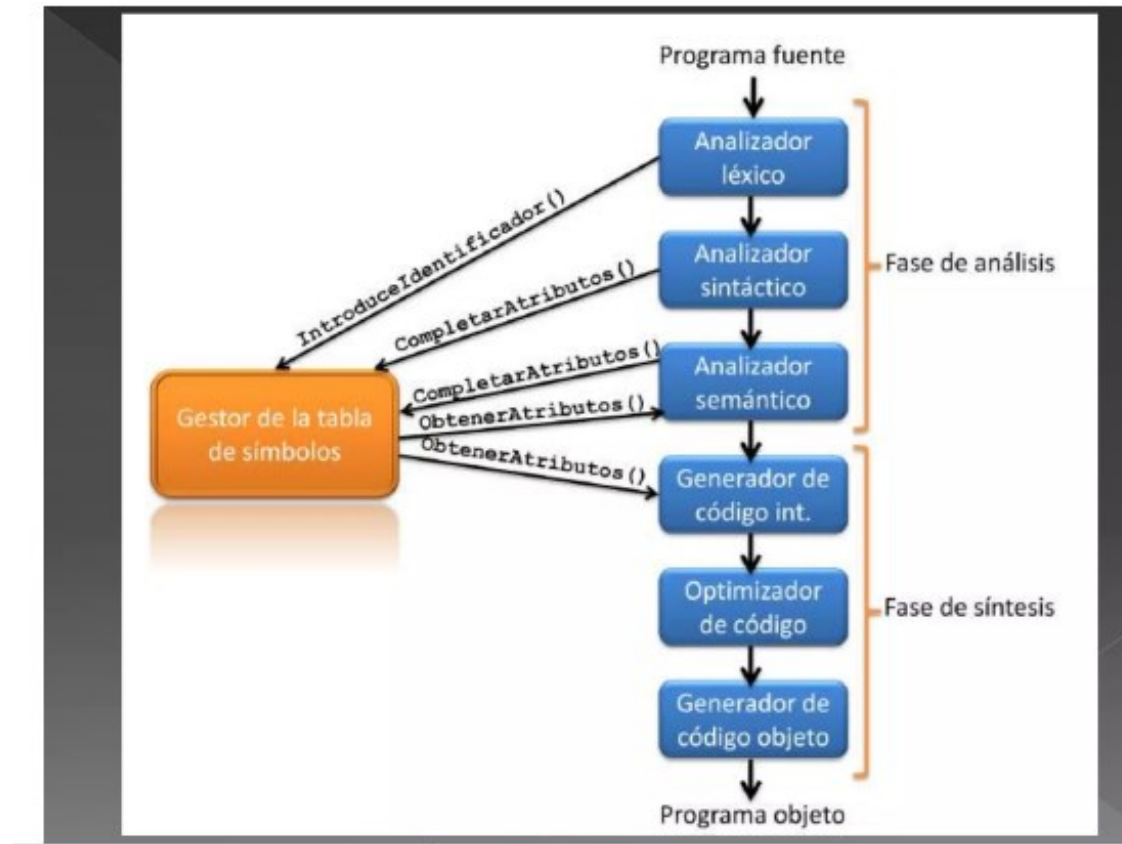 Programa fuente
Analizador
léxico
IntroduceIdentificador()
Analizador
sintáctico
Fase de análisis
CompletarAtributos()
Analizador
semántico
CompletarAtributos()
Gestor de la tabla
de símbolos
ObtenerAtributos()
ObtenerAtributos()
Generador de
código int.
Optimizador
de código
Fase de síntesis
Generador de
código objeto
Programa objeto